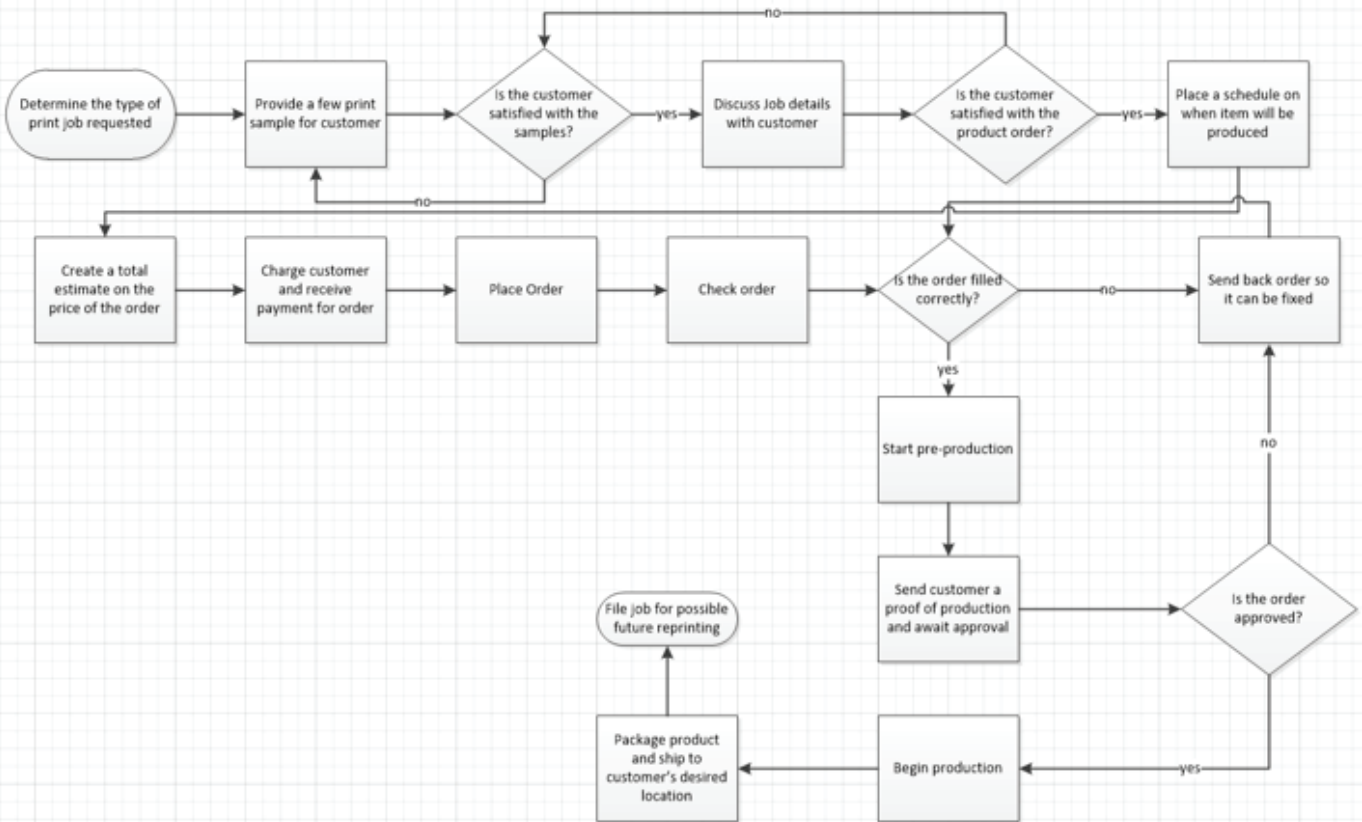 no
Determine the type of
print job requested
Provide a few print
sample for customer
Is the customer
satisfied with the
samples?
yes
Discuss Job details
with customer
Is the customer
satisfied with the
product order?
yes
Place a schedule on
when item will be
produced
no
Create a total
estimate on the
price of the order
Charge customer
and receive
payment for order
Place Order
Check order
Is the order filled
correctly?
no
Send back order so
it can be fixed
yes
Start pre-production
no
Send customer a
proof of production
and await approval
Is the order
approved?
File job for possible
future reprinting
Package product
and ship to
customer's desired
location
Begin production
yes